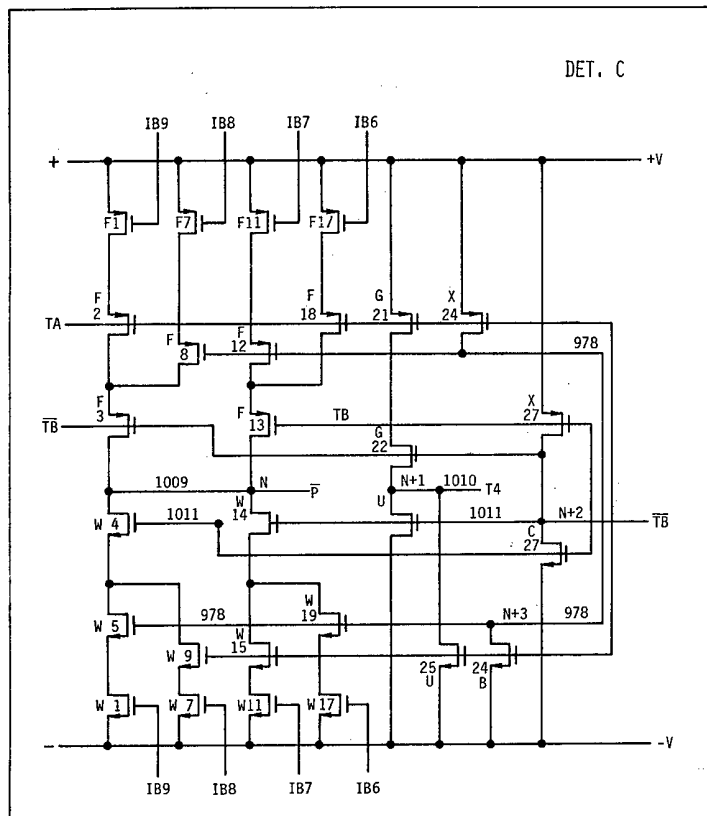 DET. C
IB9 IB8 IB7 IB6
+ +V
F1 F7 F11 F17
F F G X
2 18 21 24
TA
F F 978
8 12
F F X
3 13 TB 27
T̅B̅
G
22
1009 N N+1 1010
P̅ T4
W U
W 4 1011 14 1011 N+2 T̅B̅
C
27
W
W 5 978 19 N+3 978
W
W 9 15
25 24
U B
W 1 W 7 W11 W17
− −V
IB9 IB8 IB7 IB6